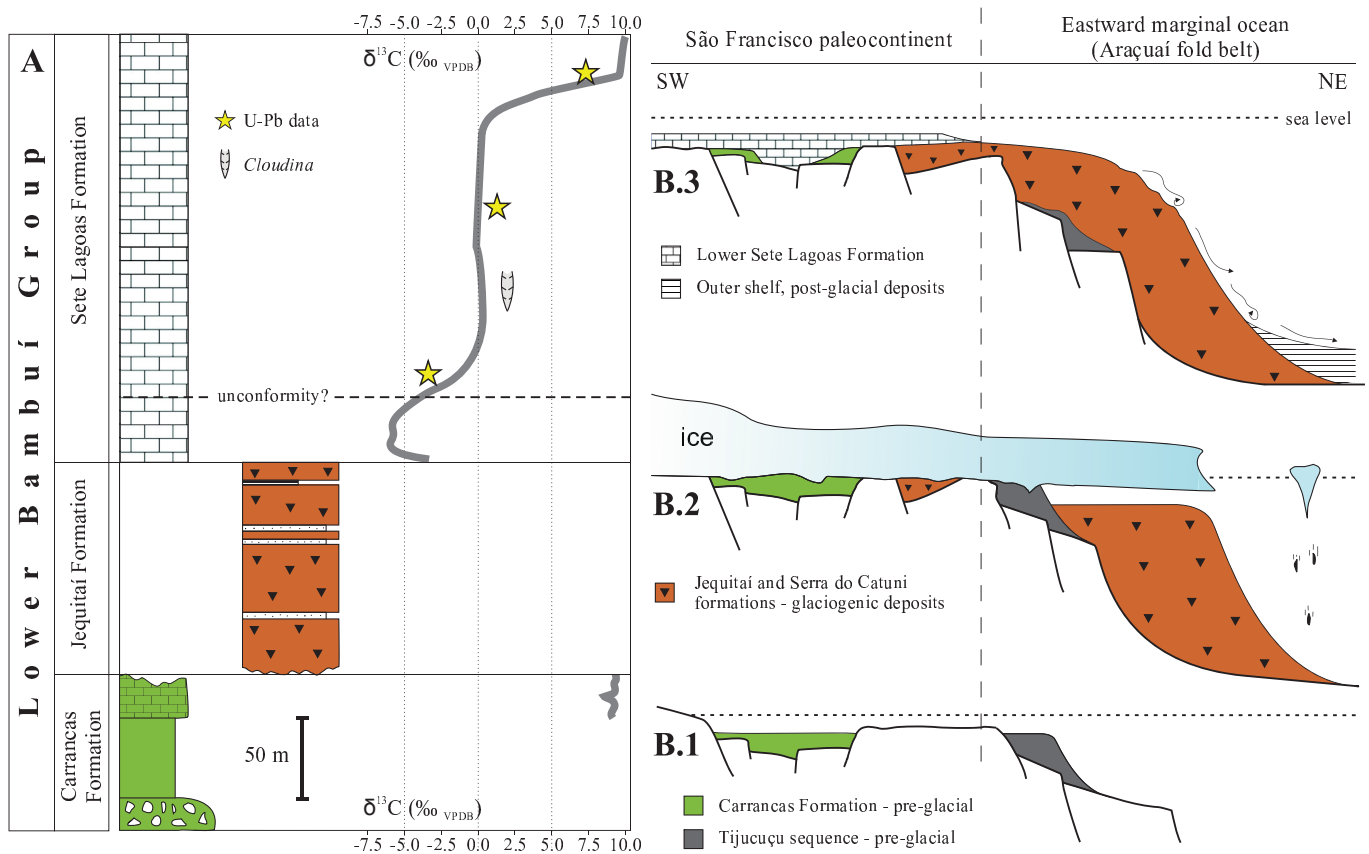 A
Lower Bambuí Group
Sete Lagoas Formation
Jequitaí Formation
Carrancas
Formation
-7.5 -5.0 -2.5 0.0 2.5 5.0 7.5 10.0
δ13C (‰ VPDB)
U-Pb data
Cloudina
unconformity?
50 m
δ13C (‰ VPDB)
-7.5 -5.0 -2.5 0.0 2.5 5.0 7.5 10.0
São Francisco paleocontinent
Eastward marginal ocean
(Araçuaí fold belt)
SW
NE
sea level
B.3
Lower Sete Lagoas Formation
Outer shelf, post-glacial deposits
ice
B.2
Jequitaí and Serra do Catuni
formations - glaciogenic deposits
B.1
Carrancas Formation - pre-glacial
Tijucuçu sequence - pre-glacial